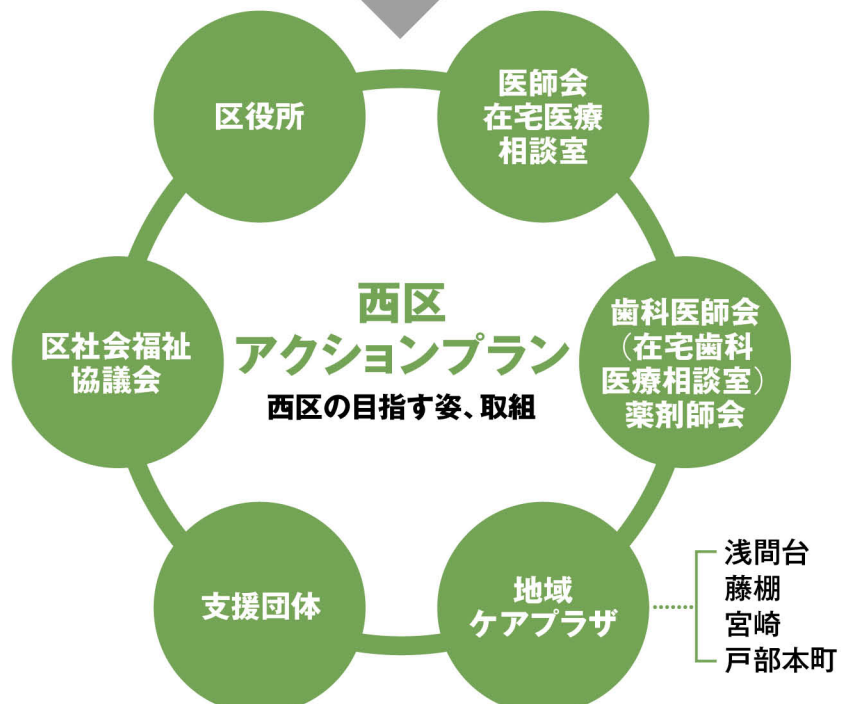 区役所
医師会
在宅医療
相談室
西区
アクションプラン
西区の目指す姿、取組
区社会福祉
協議会
歯科医師会
（在宅歯科
医療相談室）
薬剤師会
支援団体
地域
ケアプラザ
浅間台
藤棚
宮崎
戸部本町